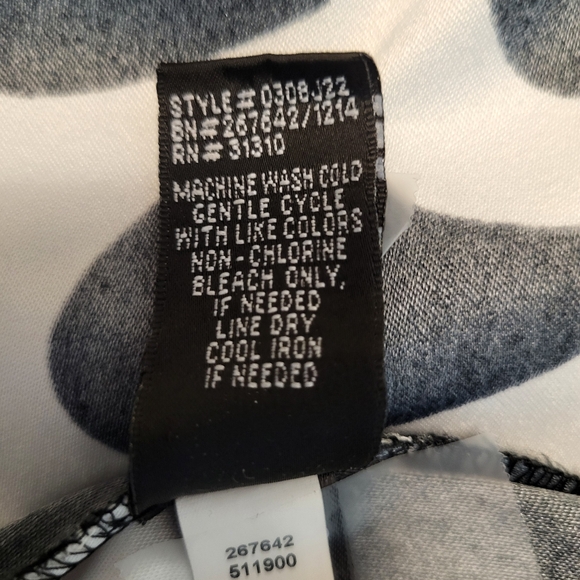 STYLE# 0308J22
BN# 267642/1214
RN# 31310
MACHINE WASH COLD
GENTLE CYCLE
WITH LIKE COLORS
NON-CHLORINE
BLEACH ONLY,
IF NEEDED
LINE DRY
COOL IRON
IF NEEDED
267642
511900